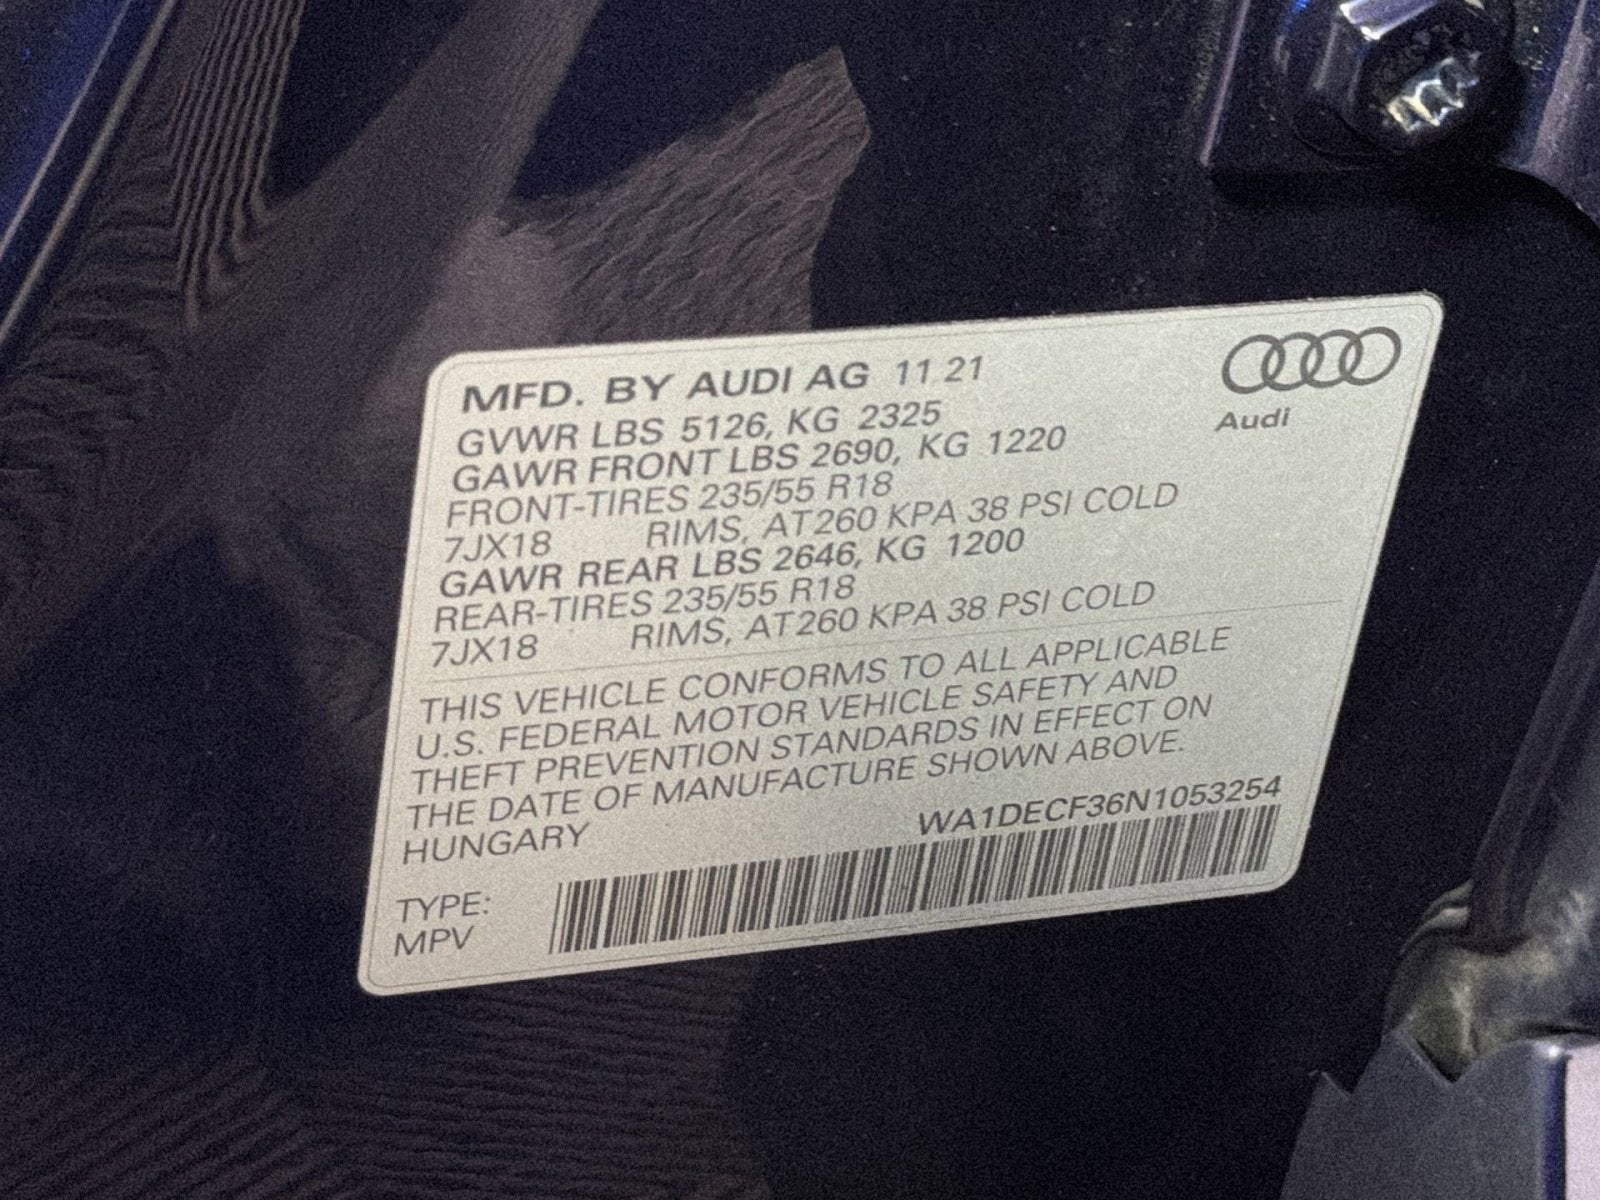 MFD. BY AUDI AG 11 21
Audi
GVWR LBS 5126, KG 2325
GAWR FRONT LBS 2690, KG 1220
FRONT-TIRES 235/55 R18
7JX18 RIMS, AT260 KPA 38 PSI COLD
GAWR REAR LBS 2646, KG 1200
REAR-TIRES 235/55 R18
7JX18 RIMS, AT260 KPA 38 PSI COLD
THIS VEHICLE CONFORMS TO ALL APPLICABLE
U.S. FEDERAL MOTOR VEHICLE SAFETY AND
THEFT PREVENTION STANDARDS IN EFFECT ON
THE DATE OF MANUFACTURE SHOWN ABOVE.
HUNGARY WA1DECF36N1053254
TYPE:
MPV